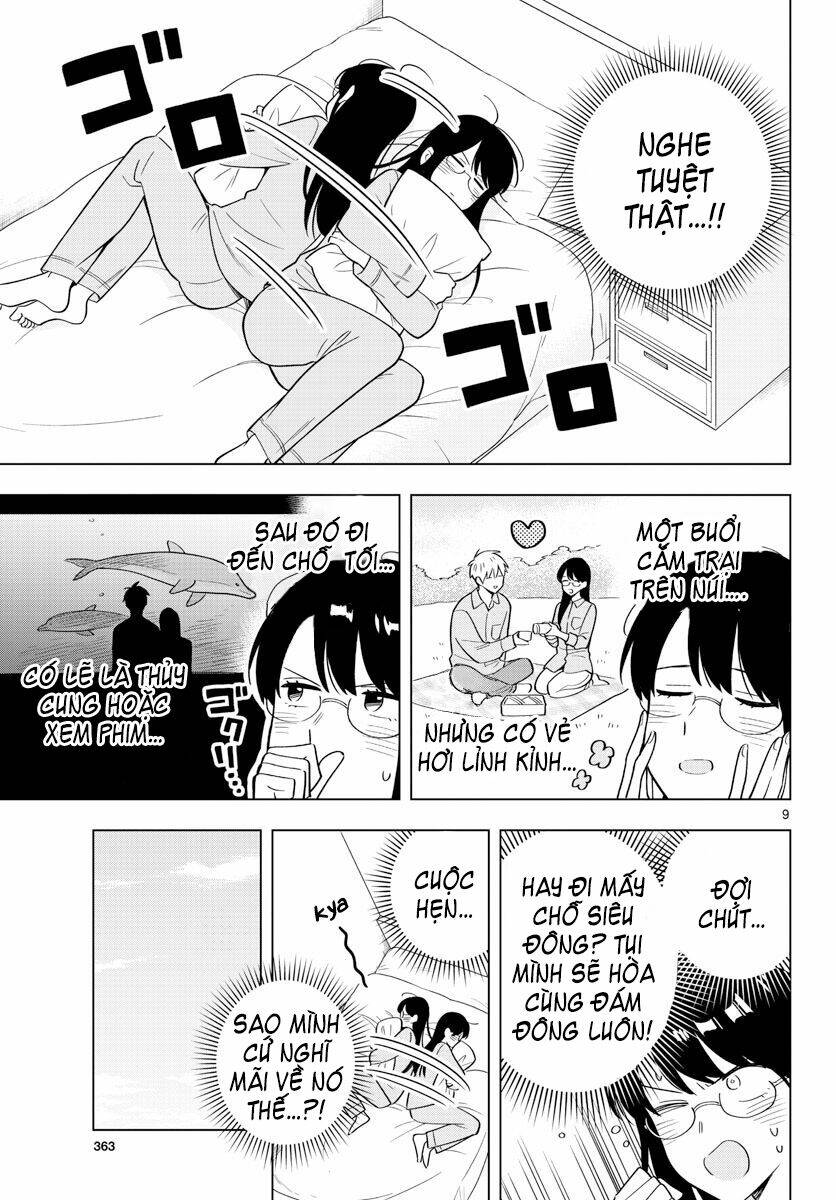 NGHE
TUYỆT
THẬT...!!
ゴロ
ゴロ
MỘT BUỔI
CẮM TRẠI
TRÊN NÚI....
NHƯNG CÓ VẺ
HƠI LỈNH KỈNH...
SAU ĐÓ ĐI
ĐẾN CHỖ TỐI...
CÓ LẼ LÀ THỦY
CUNG HOẶC
XEM PHIM...
ゴクリ...
9
ĐỢI
CHÚT...
HAY ĐI MẤY
CHỖ SIÊU
ĐÔNG? TỤI
MÌNH SẼ HÒA
CÙNG ĐÁM
ĐÔNG LUÔN!
CUỘC
HẸN...
kya
SAO MÌNH
CỨ NGHĨ
MÃI VỀ NÓ
THẾ...?!
363